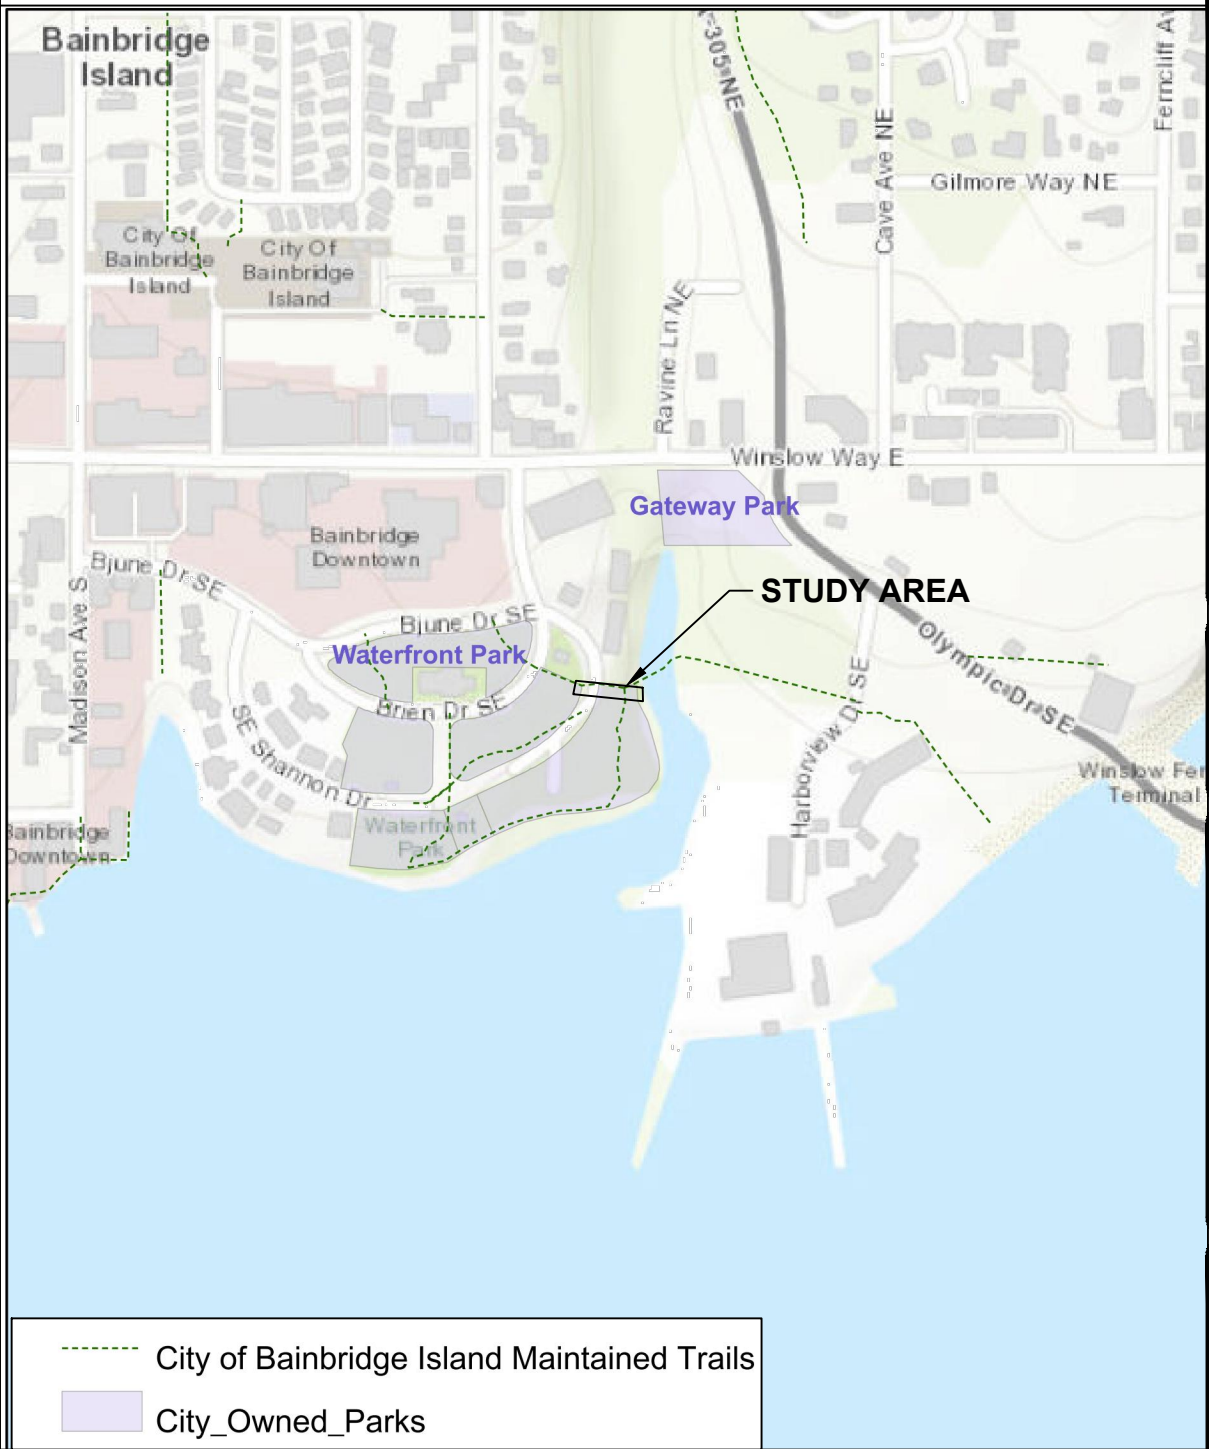 Bainbridge
Island
-305 NE
Ferncliff Av
Cave Ave NE
Gilmore Way NE
City Of
Bainbridge
Island
City Of
Bainbridge
Island
Ravine Ln NE
Winslow Way E
Gateway Park
Bainbridge
Downtown
Bjune Dr SE
STUDY AREA
Madison Ave S
Bjune Dr SE
Waterfront Park
Olympic Dr SE
Brien Dr SE
SE Shannon Dr
Harborview Dr SE
Winslow Fer
Terminal
Waterfront
Park
Bainbridge
Downtown
City of Bainbridge Island Maintained Trails
City_Owned_Parks